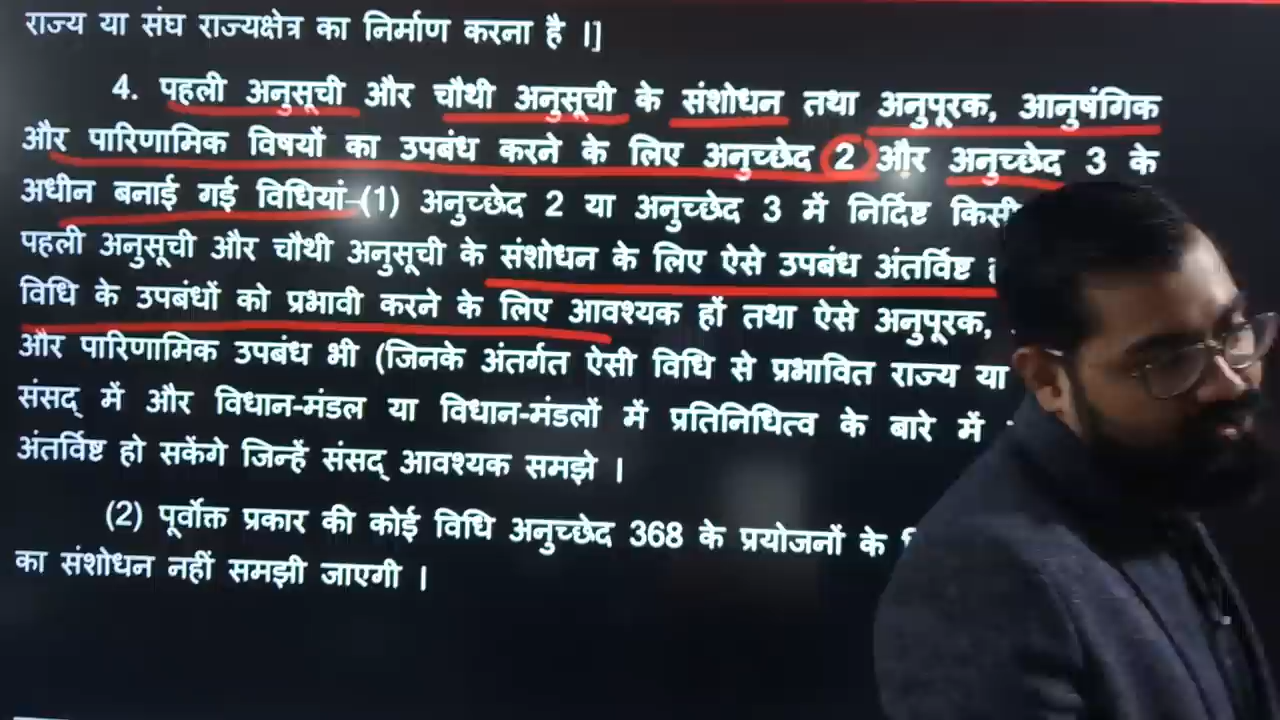 राज्य या संघ राज्यक्षेत्र का निर्माण करना है ।]
4. पहली अनुसूची और चौथी अनुसूची के संशोधन तथा अनुपूरक, आनुषंगिक
और पारिणामिक विषयों का उपबंध करने के लिए अनुच्छेद 2 और अनुच्छेद 3 के
अधीन बनाई गई विधियां–(1) अनुच्छेद 2 या अनुच्छेद 3 में निर्दिष्ट किसी
पहली अनुसूची और चौथी अनुसूची के संशोधन के लिए ऐसे उपबंध अंतर्विष्ट
विधि के उपबंधों को प्रभावी करने के लिए आवश्यक हों तथा ऐसे अनुपूरक,
और पारिणामिक उपबंध भी (जिनके अंतर्गत ऐसी विधि से प्रभावित राज्य या
संसद् में और विधान-मंडल या विधान-मंडलों में प्रतिनिधित्व के बारे में
अंतर्विष्ट हो सकेंगे जिन्हें संसद् आवश्यक समझे ।
(2) पूर्वोक्त प्रकार की कोई विधि अनुच्छेद 368 के प्रयोजनों के
का संशोधन नहीं समझी जाएगी ।